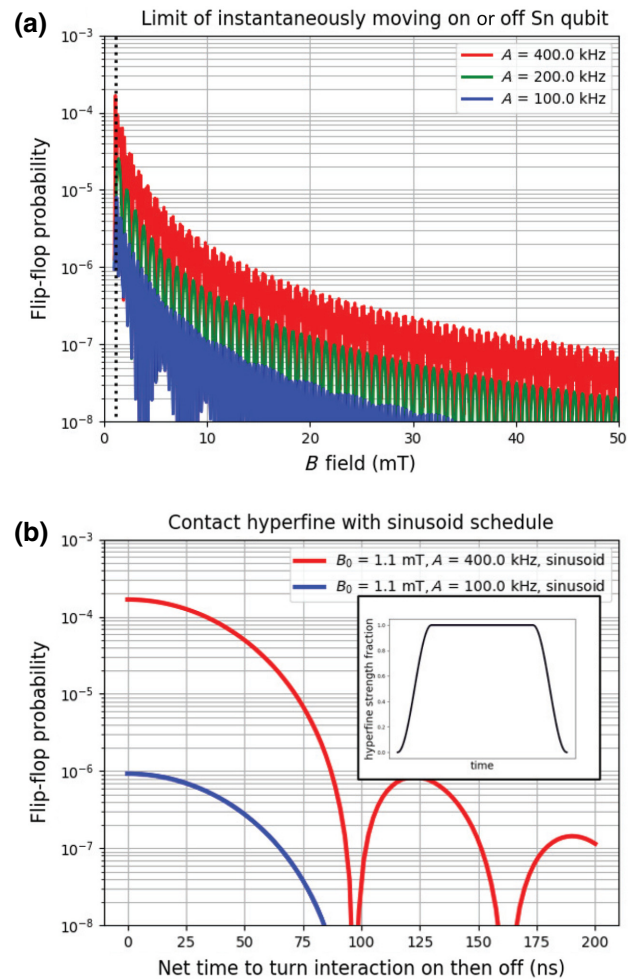 (a)
Limit of instantaneously moving on or off Sn qubit
Flip-flop probability
10⁻³
10⁻⁴
10⁻⁵
10⁻⁶
10⁻⁷
10⁻⁸
A = 400.0 kHz
A = 200.0 kHz
A = 100.0 kHz
0 10 20 30 40 50
B field (mT)
(b)
Contact hyperfine with sinusoid schedule
Flip-flop probability
10⁻³
10⁻⁴
10⁻⁵
10⁻⁶
10⁻⁷
10⁻⁸
B₀ = 1.1 mT, A = 400.0 kHz, sinusoid
B₀ = 1.1 mT, A = 100.0 kHz, sinusoid
hyperfine strength fraction
1.0
0.8
0.6
0.4
0.2
0.0
time
0 25 50 75 100 125 150 175 200
Net time to turn interaction on then off (ns)